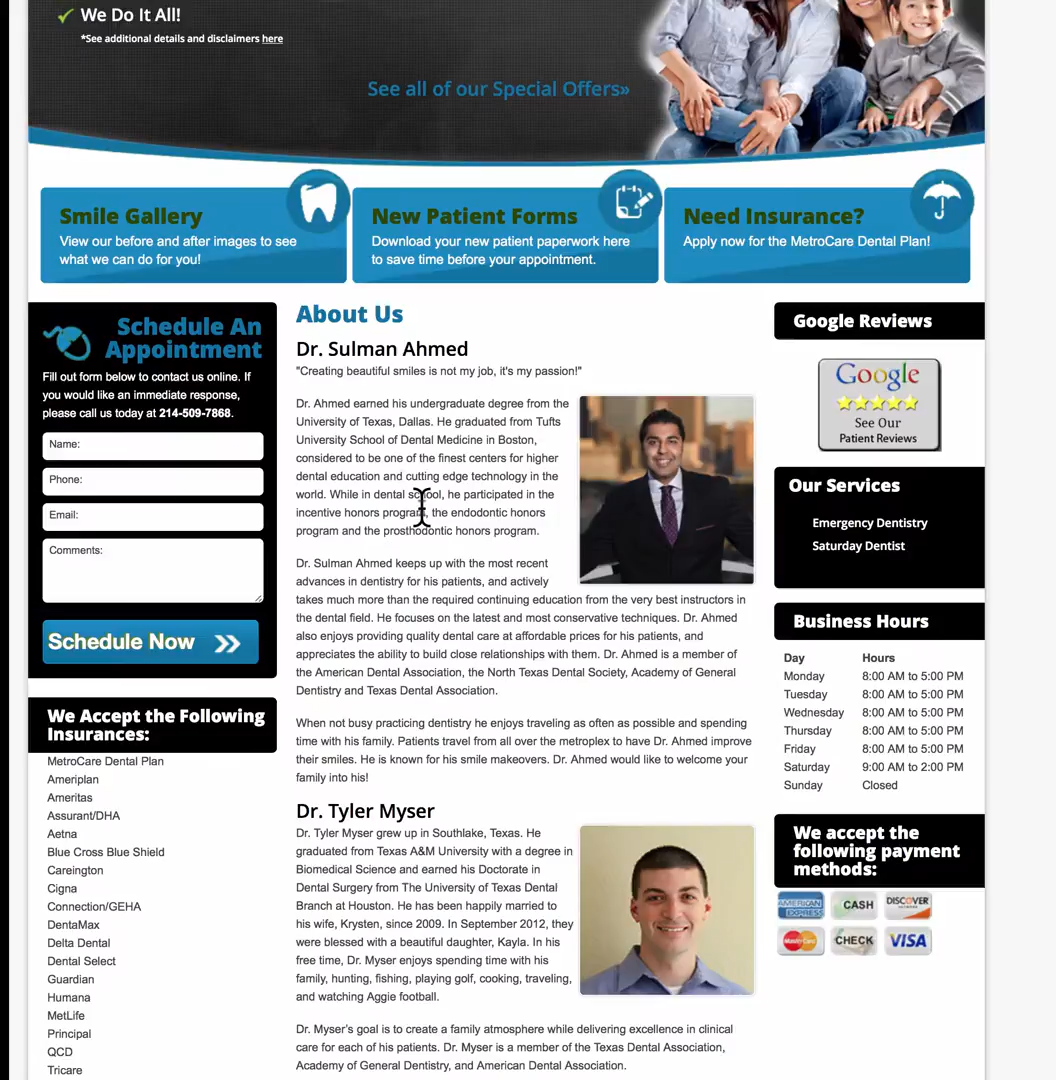 We Do It All!
*See additional details and disclaimers here
See all of our Special Offers»
Smile Gallery
View our before and after images to see
what we can do for you!
New Patient Forms
Download your new patient paperwork here
to save time before your appointment.
Need Insurance?
Apply now for the MetroCare Dental Plan!
Schedule An
Appointment
Fill out form below to contact us online. If
you would like an immediate response,
please call us today at 214-509-7868.
Name:
Phone:
Email:
Comments:
Schedule Now
We Accept the Following
Insurances:
MetroCare Dental Plan
Ameriplan
Ameritas
Assurant/DHA
Aetna
Blue Cross Blue Shield
Careington
Cigna
Connection/GEHA
DentaMax
Delta Dental
Dental Select
Guardian
Humana
MetLife
Principal
QCD
Tricare
About Us
Dr. Sulman Ahmed
"Creating beautiful smiles is not my job, it's my passion!"
Dr. Ahmed earned his undergraduate degree from the
University of Texas, Dallas. He graduated from Tufts
University School of Dental Medicine in Boston,
considered to be one of the finest centers for higher
dental education and cutting edge technology in the
world. While in dental school, he participated in the
incentive honors program, the endodontic honors
program and the prosthodontic honors program.
Dr. Sulman Ahmed keeps up with the most recent
advances in dentistry for his patients, and actively
takes much more than the required continuing education from the very best instructors in
the dental field. He focuses on the latest and most conservative techniques. Dr. Ahmed
also enjoys providing quality dental care at affordable prices for his patients, and
appreciates the ability to build close relationships with them. Dr. Ahmed is a member of
the American Dental Association, the North Texas Dental Society, Academy of General
Dentistry and Texas Dental Association.
When not busy practicing dentistry he enjoys traveling as often as possible and spending
time with his family. Patients travel from all over the metroplex to have Dr. Ahmed improve
their smiles. He is known for his smile makeovers. Dr. Ahmed would like to welcome your
family into his!
Dr. Tyler Myser
Dr. Tyler Myser grew up in Southlake, Texas. He
graduated from Texas A&M University with a degree in
Biomedical Science and earned his Doctorate in
Dental Surgery from The University of Texas Dental
Branch at Houston. He has been happily married to
his wife, Krysten, since 2009. In September 2012, they
were blessed with a beautiful daughter, Kayla. In his
free time, Dr. Myser enjoys spending time with his
family, hunting, fishing, playing golf, cooking, traveling,
and watching Aggie football.
Dr. Myser's goal is to create a family atmosphere while delivering excellence in clinical
care for each of his patients. Dr. Myser is a member of the Texas Dental Association,
Academy of General Dentistry, and American Dental Association.
Google Reviews
Google
See Our
Patient Reviews
Our Services
Emergency Dentistry
Saturday Dentist
Business Hours
Day Hours
Monday 8:00 AM to 5:00 PM
Tuesday 8:00 AM to 5:00 PM
Wednesday 8:00 AM to 5:00 PM
Thursday 8:00 AM to 5:00 PM
Friday 8:00 AM to 5:00 PM
Saturday 9:00 AM to 2:00 PM
Sunday Closed
We accept the
following payment
methods:
AMERICAN EXPRESS CASH DISCOVER
MasterCard CHECK VISA